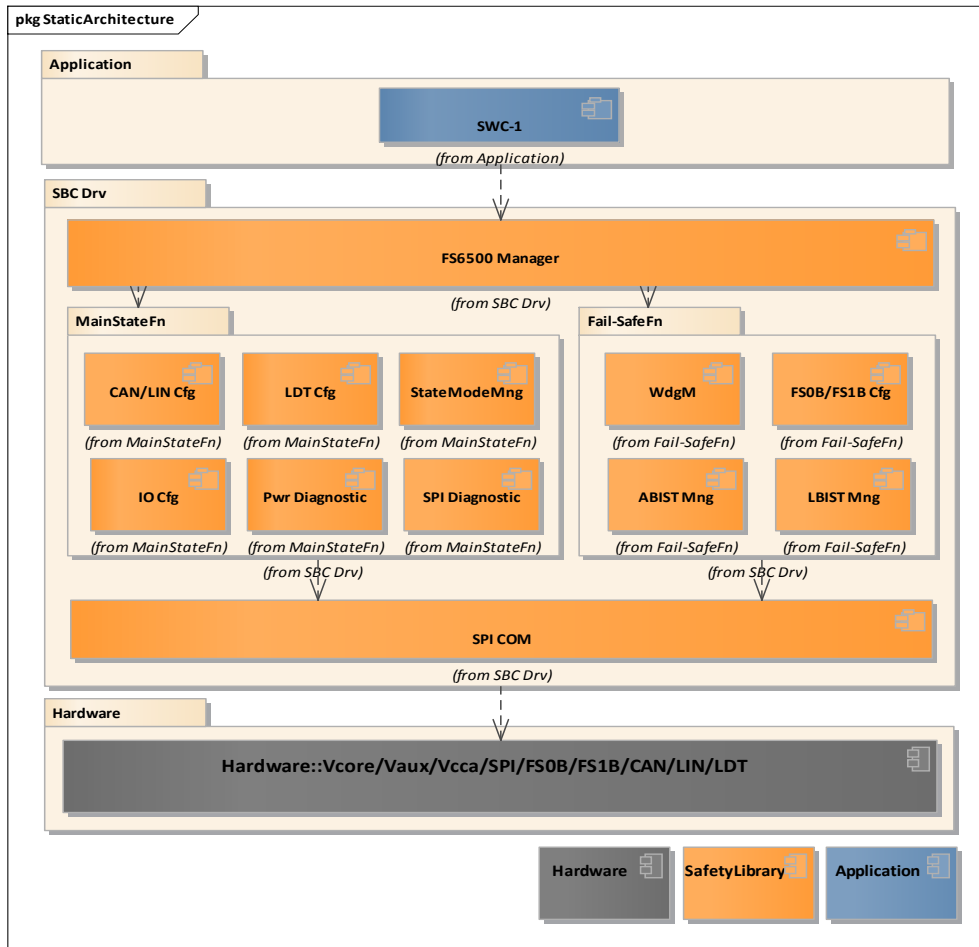 pkg StaticArchitecture
Application
SWC-1
(from Application)
SBC Drv
FS6500 Manager
(from SBC Drv)
MainStateFn
Fail-SafeFn
CAN/LIN Cfg
LDT Cfg
StateModeMng
WdgM
FS0B/FS1B Cfg
(from MainStateFn)
(from MainStateFn)
(from MainStateFn)
(from Fail-SafeFn)
(from Fail-SafeFn)
IO Cfg
Pwr Diagnostic
SPI Diagnostic
ABIST Mng
LBIST Mng
(from MainStateFn)
(from MainStateFn)
(from MainStateFn)
(from Fail-SafeFn)
(from Fail-SafeFn)
(from SBC Drv)
(from SBC Drv)
SPI COM
(from SBC Drv)
Hardware
Hardware::Vcore/Vaux/Vcca/SPI/FS0B/FS1B/CAN/LIN/LDT
Hardware
SafetyLibrary
Application